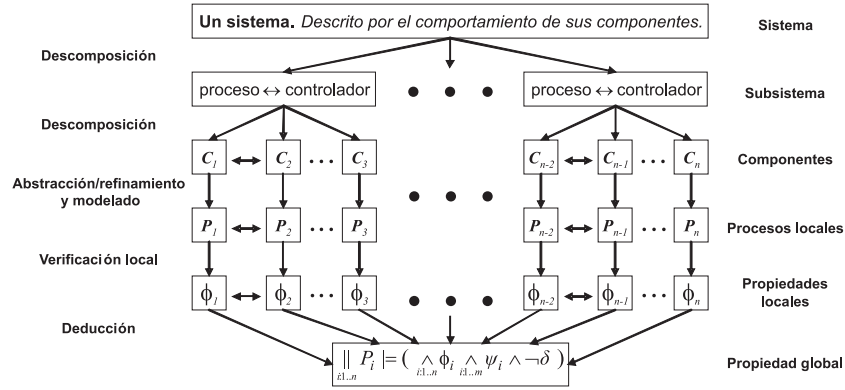 Un sistema. Descrito por el comportamiento de sus componentes.
Sistema
Descomposición
proceso ↔ controlador
proceso ↔ controlador
Subsistema
Descomposición
C1 C2 ... C3 Cn-2 Cn-1 ... Cn
Componentes
Abstracción/refinamiento
y modelado
P1 P2 ... P3 Pn-2 Pn-1 ... Pn
Procesos locales
Verificación local
ϕ1 ϕ2 ... ϕ3 ϕn-2 ϕn-1 ... ϕn
Propiedades
locales
Deducción
|| i:1..n Pi |= ( ∧ i:1..n ϕi ∧ i:1..m ψi ∧ ¬δ )
Propiedad global